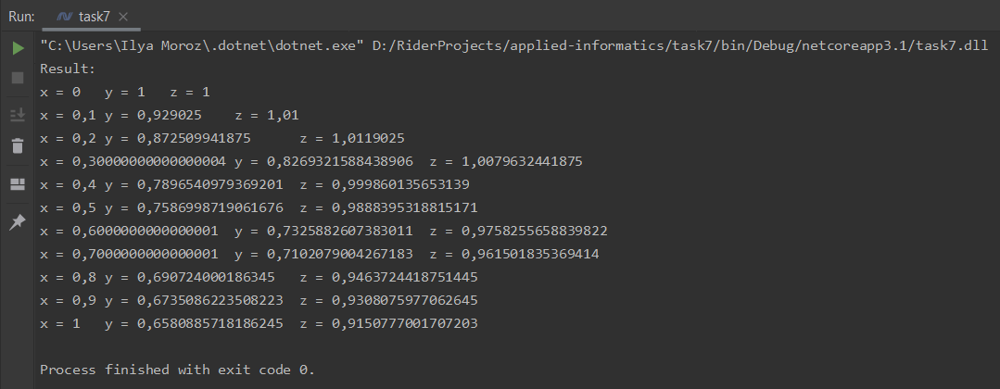 Run: task7
"C:\Users\Ilya Moroz\.dotnet\dotnet.exe" D:/RiderProjects/applied-informatics/task7/bin/Debug/netcoreapp3.1/task7.dll
Result:
x = 0   y = 1   z = 1
x = 0,1 y = 0,929025    z = 1,01
x = 0,2 y = 0,872509941875      z = 1,0119025
x = 0,30000000000000004 y = 0,8269321588438906  z = 1,0079632441875
x = 0,4 y = 0,7896540979369201  z = 0,999860135653139
x = 0,5 y = 0,7586998719061676  z = 0,9888395318815171
x = 0,6000000000000001  y = 0,7325882607383011  z = 0,9758255658839822
x = 0,7000000000000001  y = 0,7102079004267183  z = 0,961501835369414
x = 0,8 y = 0,690724000186345   z = 0,9463724418751445
x = 0,9 y = 0,6735086223508223  z = 0,9308075977062645
x = 1   y = 0,6580885718186245  z = 0,9150777001707203
Process finished with exit code 0.